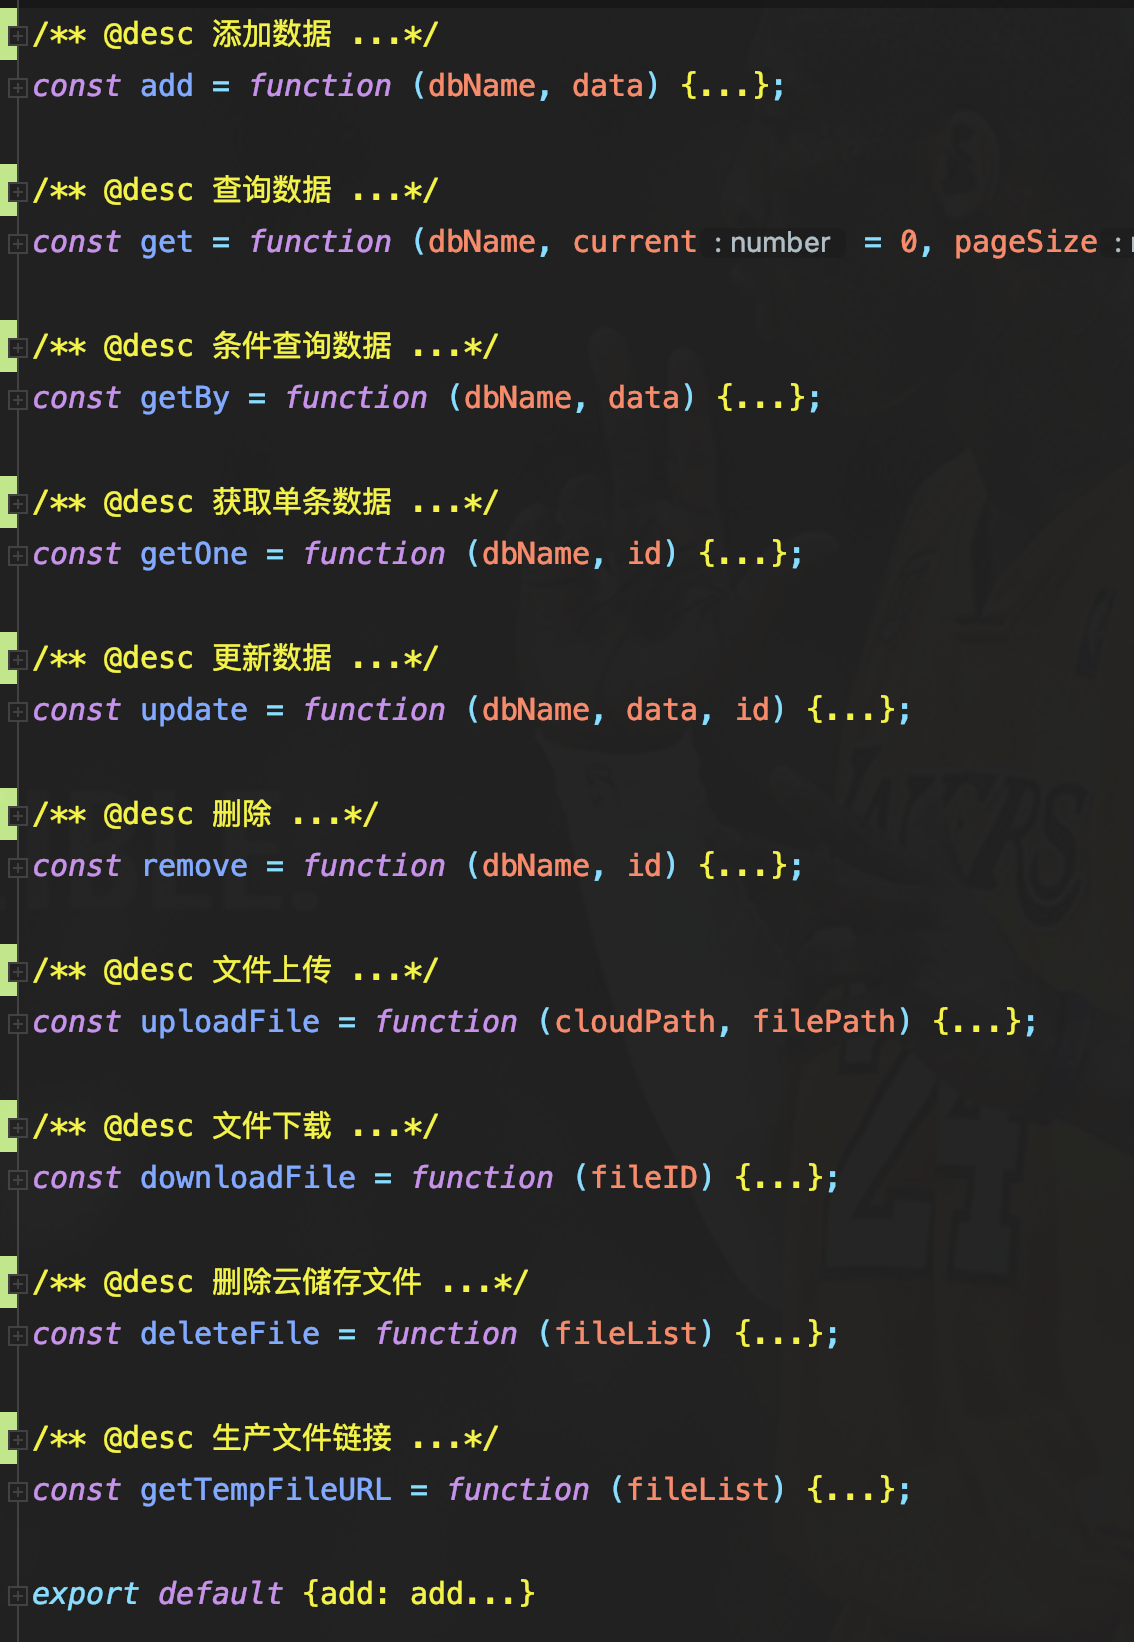 /** @desc 添加数据 ...*/
const add = function (dbName, data) {...};
/** @desc 查询数据 ...*/
const get = function (dbName, current : number = 0, pageSize :
/** @desc 条件查询数据 ...*/
const getBy = function (dbName, data) {...};
/** @desc 获取单条数据 ...*/
const getOne = function (dbName, id) {...};
/** @desc 更新数据 ...*/
const update = function (dbName, data, id) {...};
/** @desc 删除 ...*/
const remove = function (dbName, id) {...};
/** @desc 文件上传 ...*/
const uploadFile = function (cloudPath, filePath) {...};
/** @desc 文件下载 ...*/
const downloadFile = function (fileID) {...};
/** @desc 删除云储存文件 ...*/
const deleteFile = function (fileList) {...};
/** @desc 生产文件链接 ...*/
const getTempFileURL = function (fileList) {...};
export default {add: add...}
LAKERS
24